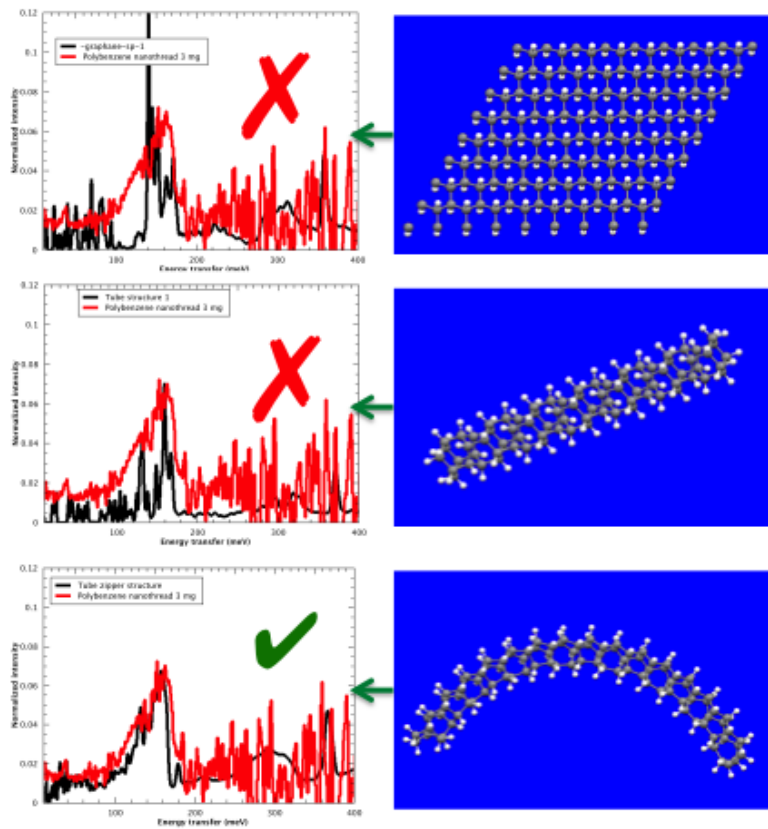 0.12
-graphane-sp-1
Polybenzene nanothread 3 mg
0.1
0.08
0.06
0.04
0.02
0
Normalized intensity
100 200 300 400
Energy transfer (meV)
0.12
Tube structure 1
Polybenzene nanothread 3 mg
0.1
0.08
0.06
0.04
0.02
0
Normalized intensity
100 200 300 400
Energy transfer (meV)
0.12
Tube zipper structure
Polybenzene nanothread 3 mg
0.1
0.08
0.06
0.04
0.02
0
Normalized intensity
100 200 300 400
Energy transfer (meV)